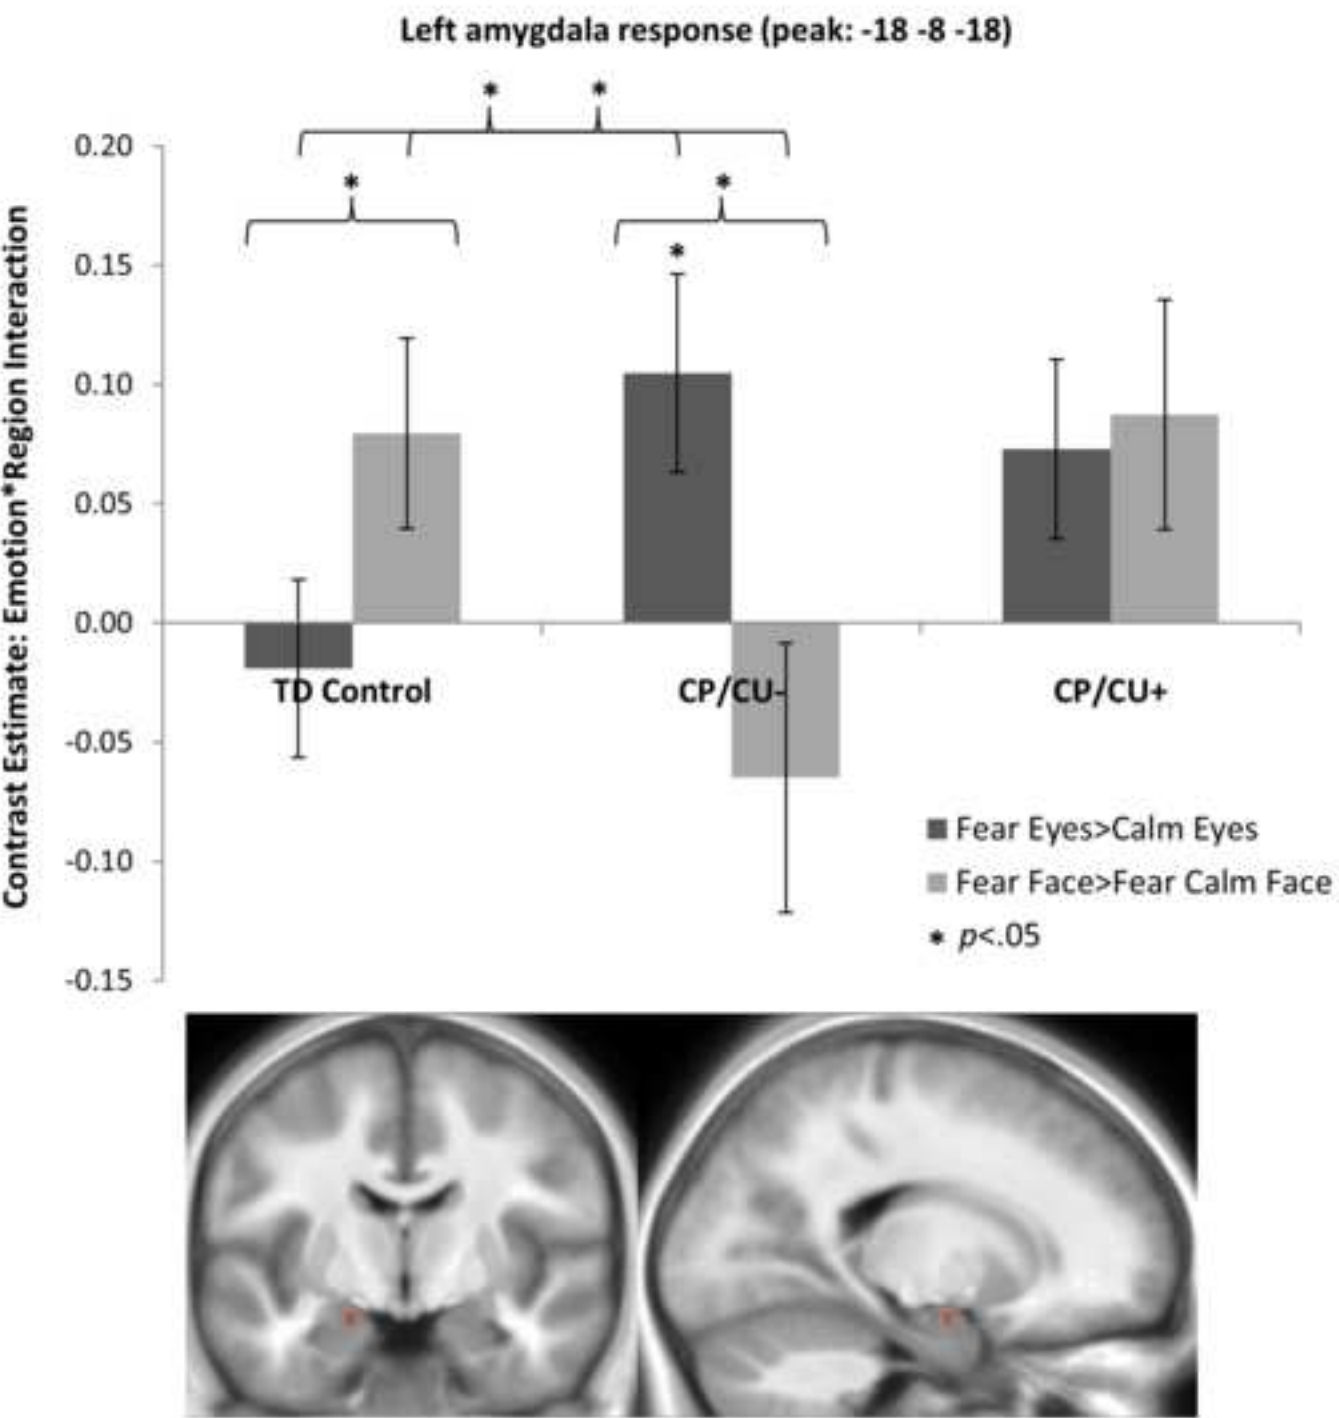 Left amygdala response (peak: -18 -8 -18)
Contrast Estimate: Emotion*Region Interaction
* *
0.20
* *
0.15
*
0.10
0.05
0.00
TD Control CP/CU- CP/CU+
-0.05
Fear Eyes>Calm Eyes
-0.10
Fear Face>Fear Calm Face
* p<.05
-0.15